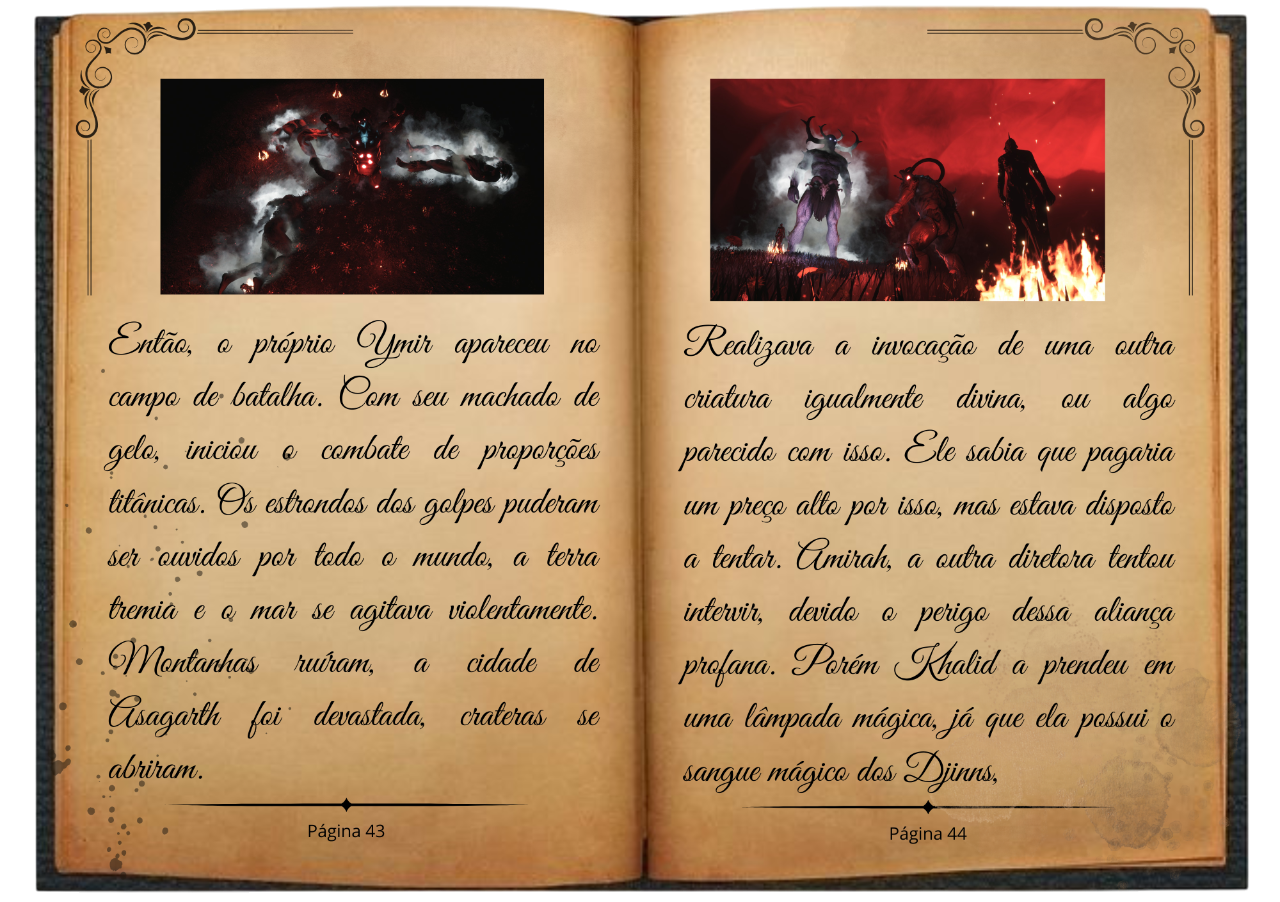 Então, o próprio Ymir apareceu no
campo de batalha. Com seu machado de
gelo, iniciou o combate de proporções
titânicas. Os estrondos dos golpes puderam
ser ouvidos por todo o mundo, a terra
tremia e o mar se agitava violentamente.
Montanhas ruíram, a cidade de
Asagarth foi devastada, crateras se
abriram.
Página 43
Realizava a invocação de uma outra
criatura igualmente divina, ou algo
parecido com isso. Ele sabia que pagaria
um preço alto por isso, mas estava disposto
a tentar. Amirah, a outra diretora tentou
intervir, devido o perigo dessa aliança
profana. Porém Khalid a prendeu em
uma lâmpada mágica, já que ela possui o
sangue mágico dos Djinns,
Página 44